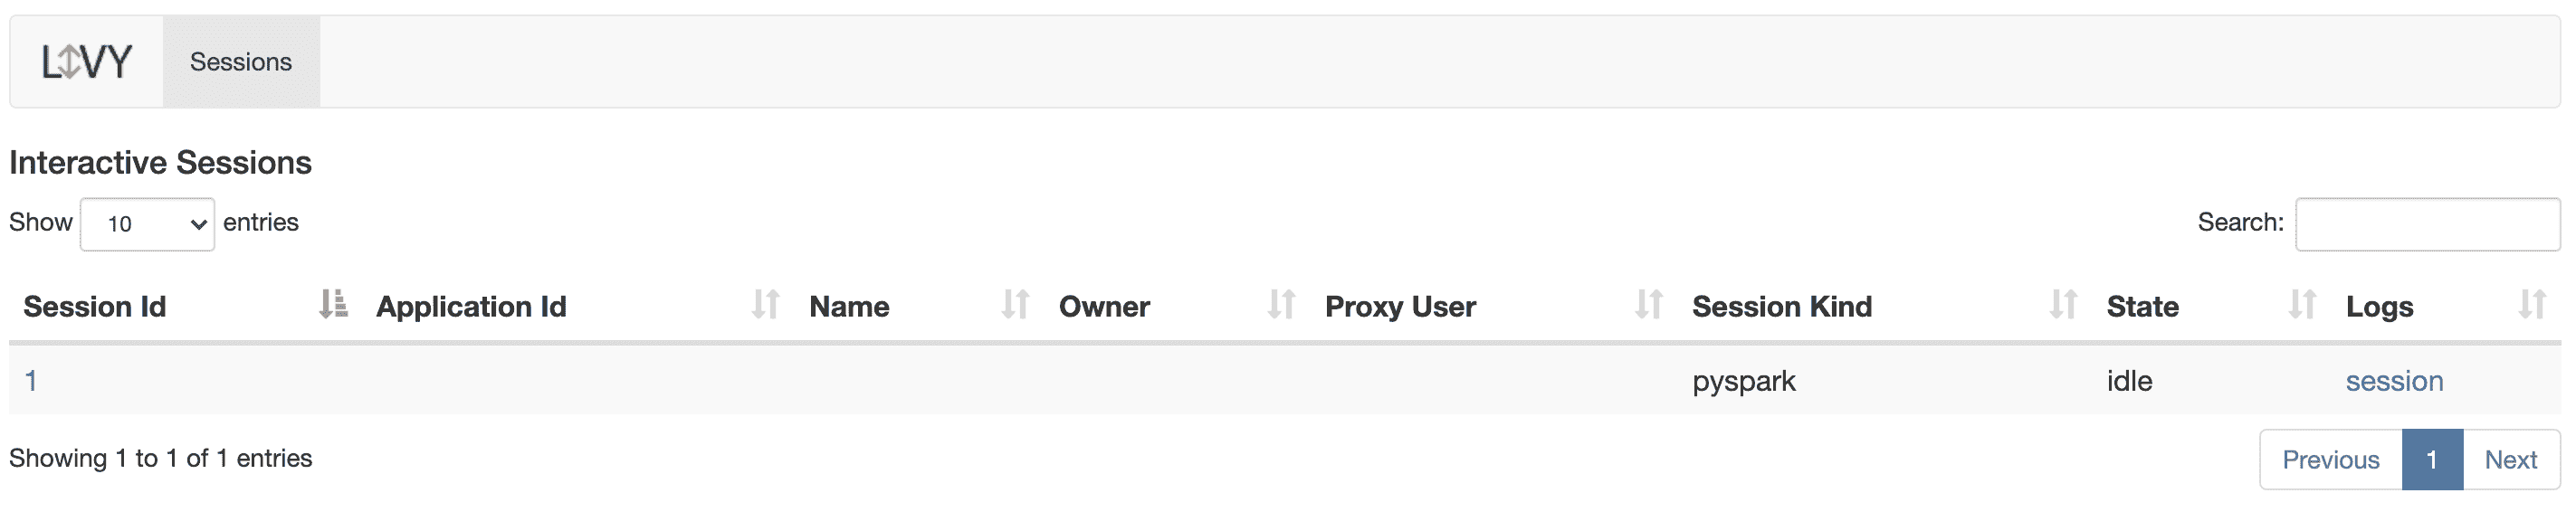 LIVY Sessions
Interactive Sessions
Show 10 entries Search:
Session Id Application Id Name Owner Proxy User Session Kind State Logs
1 pyspark idle session
Showing 1 to 1 of 1 entries Previous 1 Next